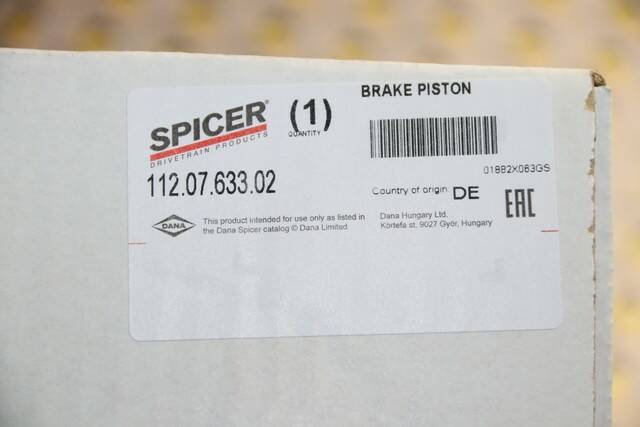 SPICER®
DRIVETRAIN PRODUCTS
(1)
QUANTITY
BRAKE PISTON
01882X063GS
112.07.633.02
Country of origin DE
EAC
DANA
This product intended for use only as listed in
the Dana Spicer catalog © Dana Limited
Dana Hungary Ltd.
Körtefa st, 9027 Győr, Hungary